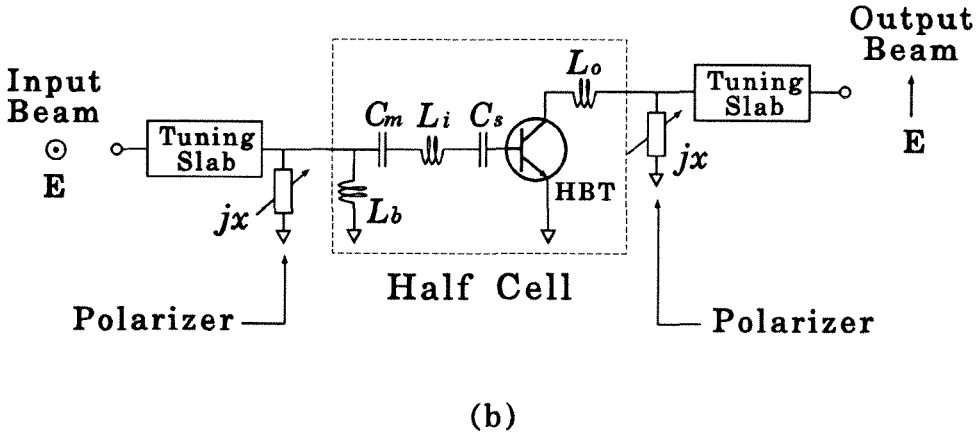 Input
Beam
E
Tuning
Slab
jx
Polarizer
Cm
Li
Cs
Lb
HBT
Lo
Half Cell
jx
Polarizer
Tuning
Slab
Output
Beam
E
(b)